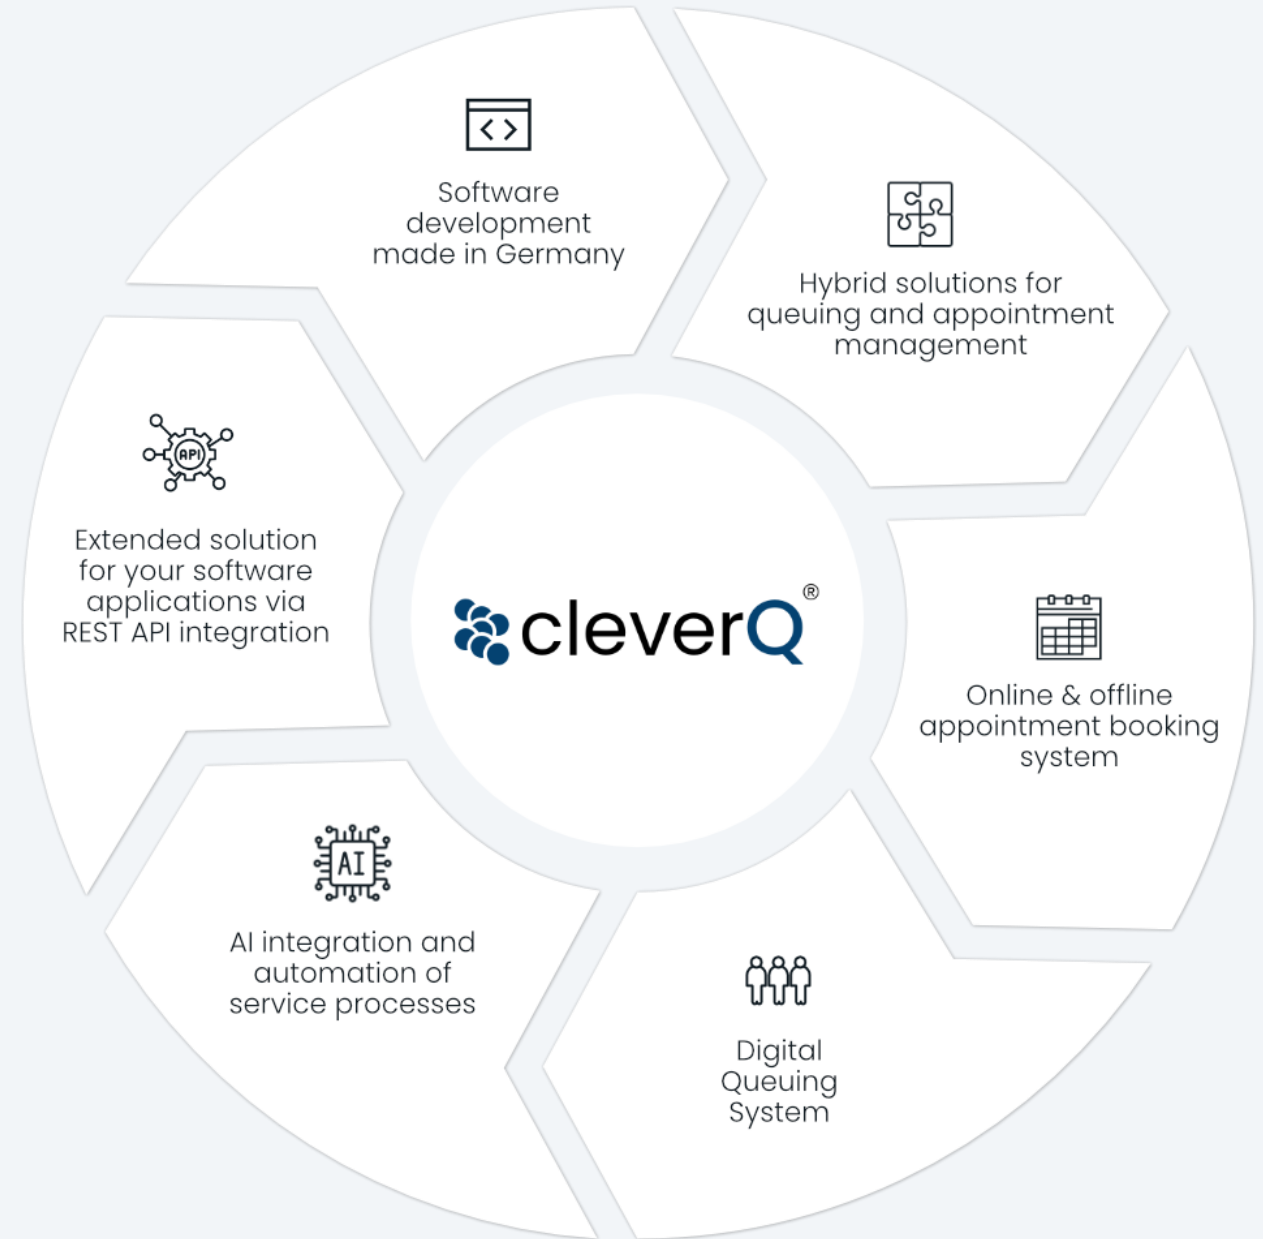 Software
development
made in Germany
Hybrid solutions for
queuing and appointment
management
API
Extended solution
for your software
applications via
REST API integration
cleverQ®
Online & offline
appointment booking
system
AI
AI integration and
automation of
service processes
Digital
Queuing
System